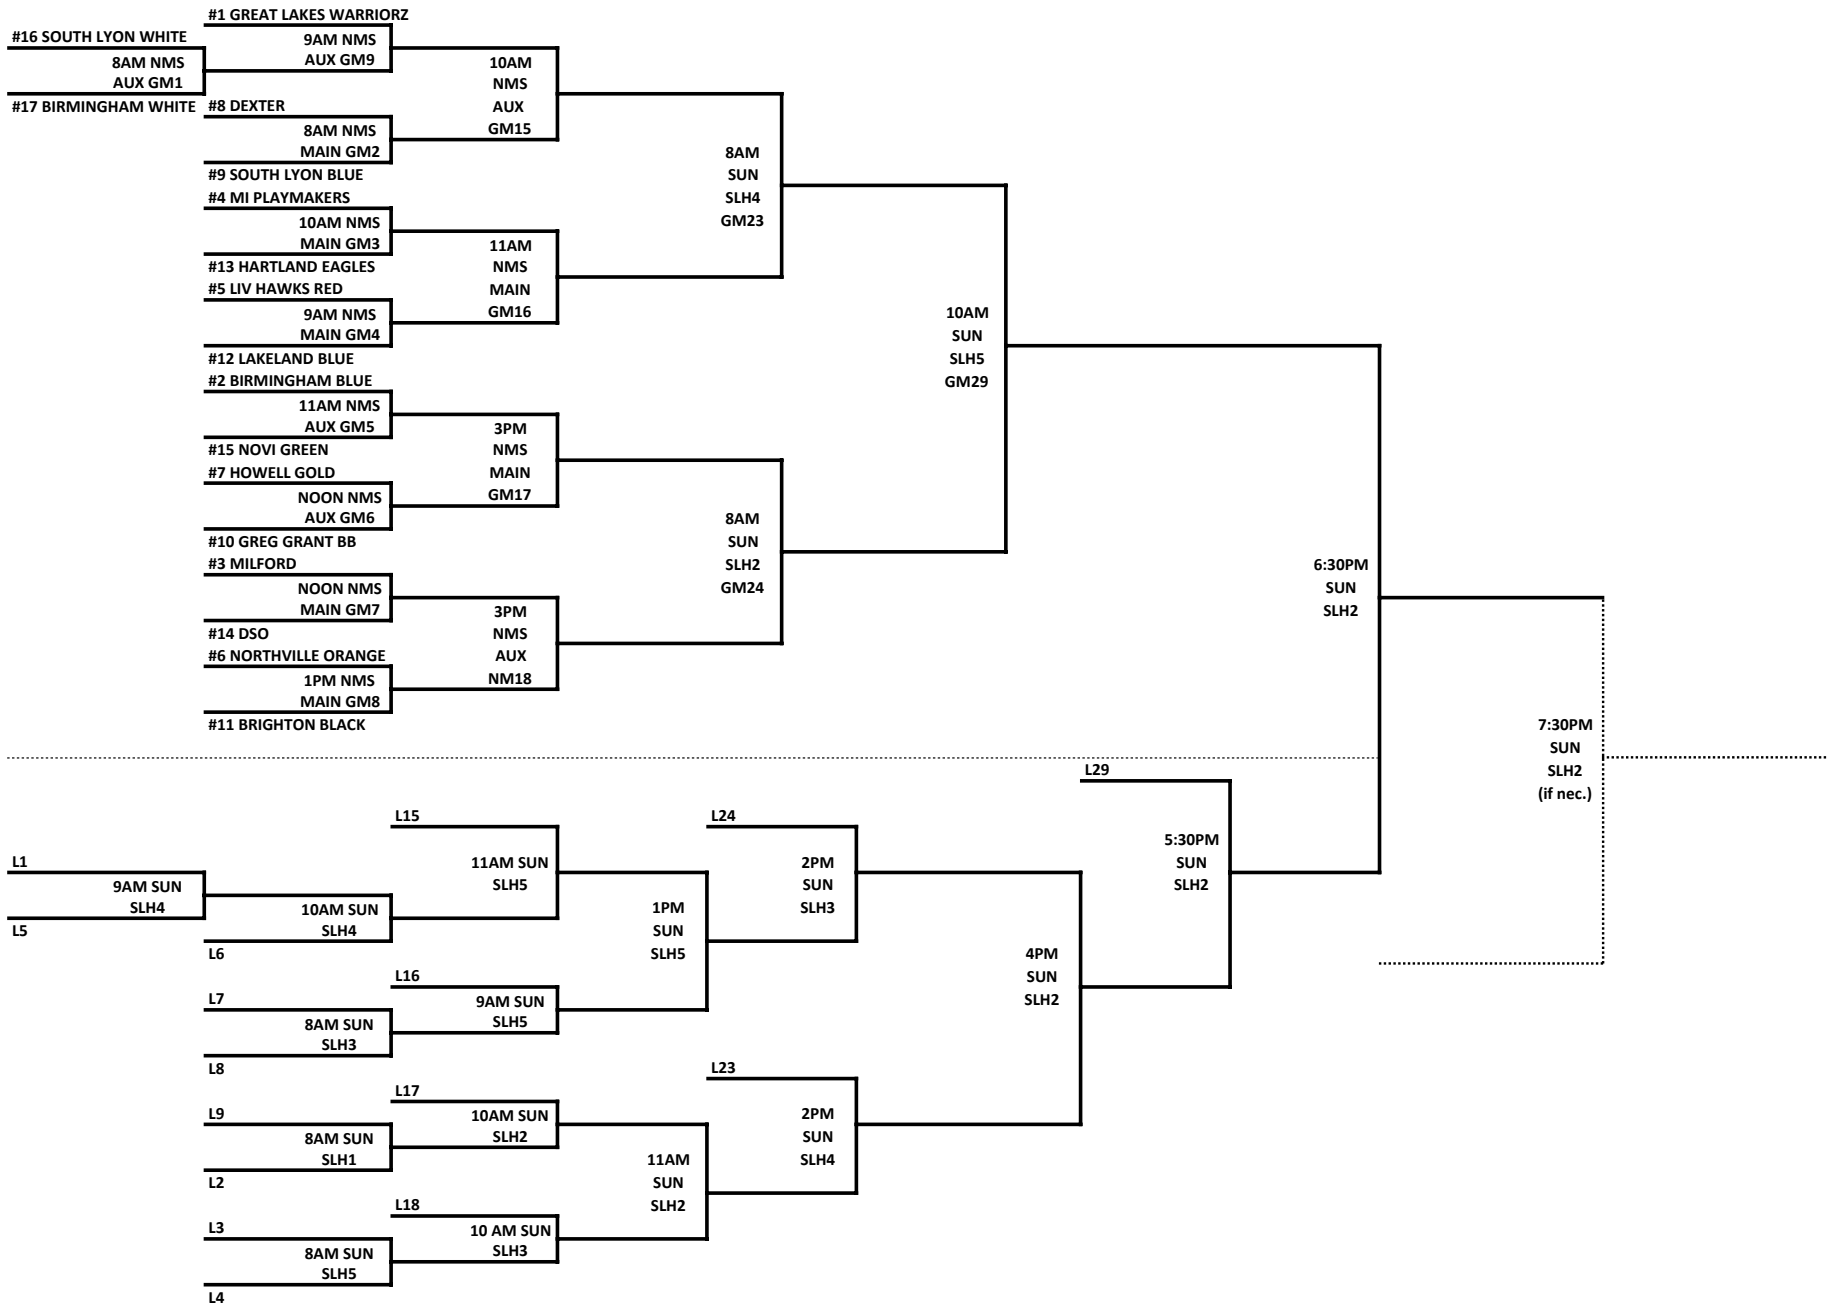 #1 GREAT LAKES WARRIORZ
#16 SOUTH LYON WHITE
8AM NMS
AUX GM1
#17 BIRMINGHAM WHITE
9AM NMS
AUX GM9
#8 DEXTER
8AM NMS
MAIN GM2
#9 SOUTH LYON BLUE
10AM
NMS
AUX
GM15
#4 MI PLAYMAKERS
10AM NMS
MAIN GM3
#13 HARTLAND EAGLES
#5 LIV HAWKS RED
9AM NMS
MAIN GM4
#12 LAKELAND BLUE
11AM
NMS
MAIN
GM16
8AM
SUN
SLH4
GM23
#2 BIRMINGHAM BLUE
11AM NMS
AUX GM5
#15 NOVI GREEN
#7 HOWELL GOLD
NOON NMS
AUX GM6
#10 GREG GRANT BB
3PM
NMS
MAIN
GM17
#3 MILFORD
NOON NMS
MAIN GM7
#14 DSO
#6 NORTHVILLE ORANGE
1PM NMS
MAIN GM8
#11 BRIGHTON BLACK
3PM
NMS
AUX
NM18
8AM
SUN
SLH2
GM24
10AM
SUN
SLH5
GM29
6:30PM
SUN
SLH2
7:30PM
SUN
SLH2
(if nec.)
L29
5:30PM
SUN
SLH2
L15
11AM SUN
SLH5
L1
9AM SUN
SLH4
L5
10AM SUN
SLH4
L6
L16
9AM SUN
SLH5
L7
8AM SUN
SLH3
L8
1PM
SUN
SLH5
L24
2PM
SUN
SLH3
4PM
SUN
SLH2
L23
2PM
SUN
SLH4
L17
10AM SUN
SLH2
L9
8AM SUN
SLH1
L2
11AM
SUN
SLH2
L18
10 AM SUN
SLH3
L3
8AM SUN
SLH5
L4